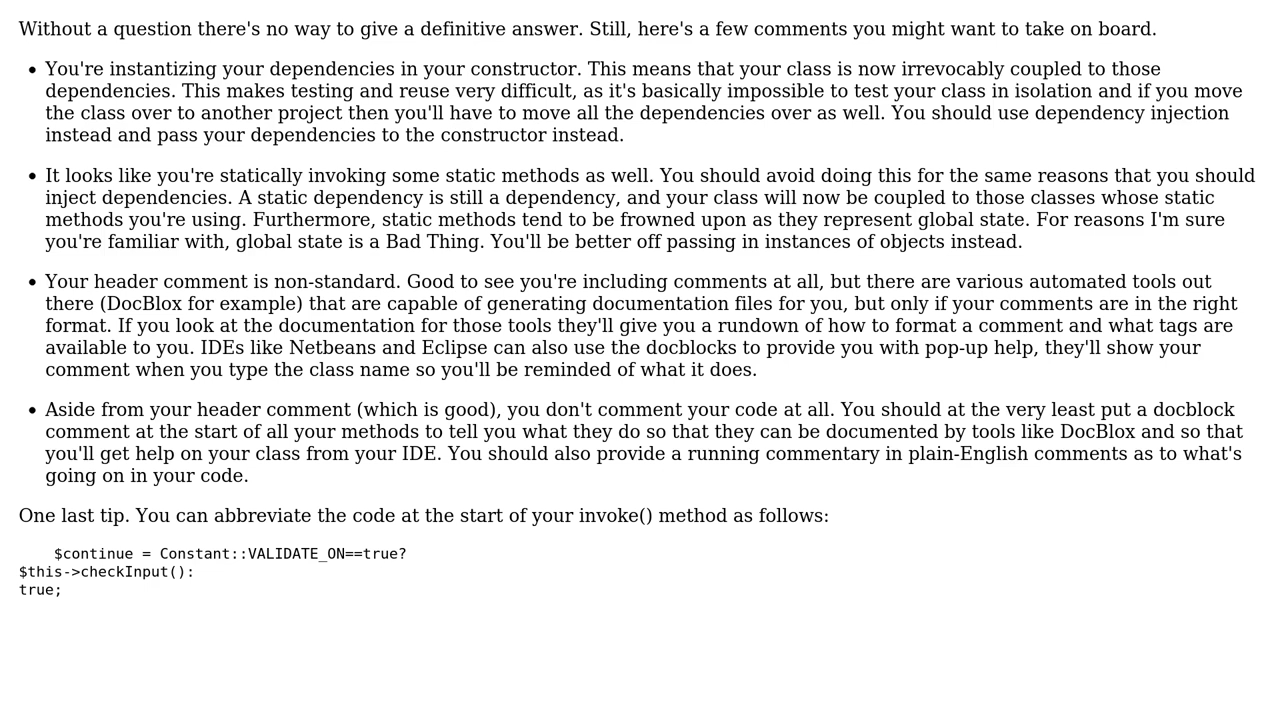 Without a question there's no way to give a definitive answer. Still, here's a few comments you might want to take on board.
• You're instantizing your dependencies in your constructor. This means that your class is now irrevocably coupled to those
dependencies. This makes testing and reuse very difficult, as it's basically impossible to test your class in isolation and if you move
the class over to another project then you'll have to move all the dependencies over as well. You should use dependency injection
instead and pass your dependencies to the constructor instead.
• It looks like you're statically invoking some static methods as well. You should avoid doing this for the same reasons that you should
inject dependencies. A static dependency is still a dependency, and your class will now be coupled to those classes whose static
methods you're using. Furthermore, static methods tend to be frowned upon as they represent global state. For reasons I'm sure
you're familiar with, global state is a Bad Thing. You'll be better off passing in instances of objects instead.
• Your header comment is non-standard. Good to see you're including comments at all, but there are various automated tools out
there (DocBlox for example) that are capable of generating documentation files for you, but only if your comments are in the right
format. If you look at the documentation for those tools they'll give you a rundown of how to format a comment and what tags are
available to you. IDEs like Netbeans and Eclipse can also use the docblocks to provide you with pop-up help, they'll show your
comment when you type the class name so you'll be reminded of what it does.
• Aside from your header comment (which is good), you don't comment your code at all. You should at the very least put a docblock
comment at the start of all your methods to tell you what they do so that they can be documented by tools like DocBlox and so that
you'll get help on your class from your IDE. You should also provide a running commentary in plain-English comments as to what's
going on in your code.
One last tip. You can abbreviate the code at the start of your invoke() method as follows:
    $continue = Constant::VALIDATE_ON==true?
$this->checkInput():
true;